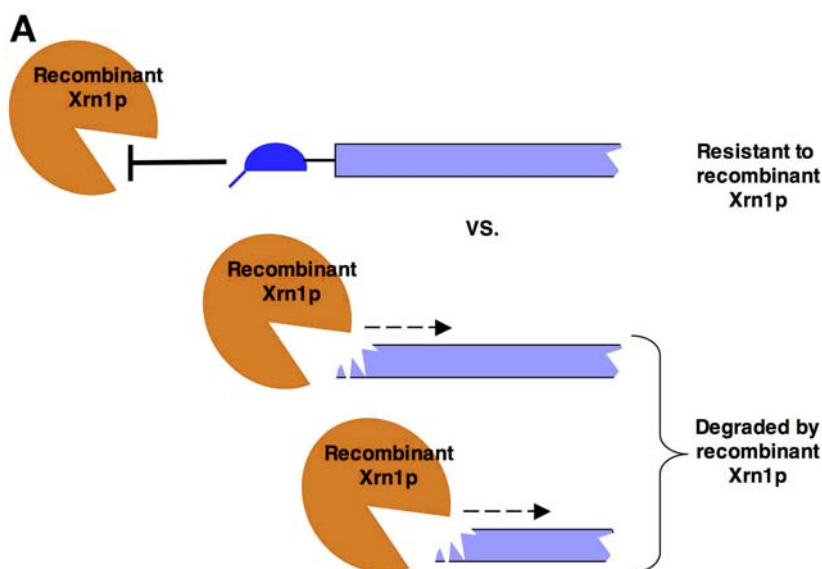 A
Recombinant
Xrn1p
Resistant to
recombinant
Xrn1p
VS.
Recombinant
Xrn1p
Recombinant
Xrn1p
Degraded by
recombinant
Xrn1p